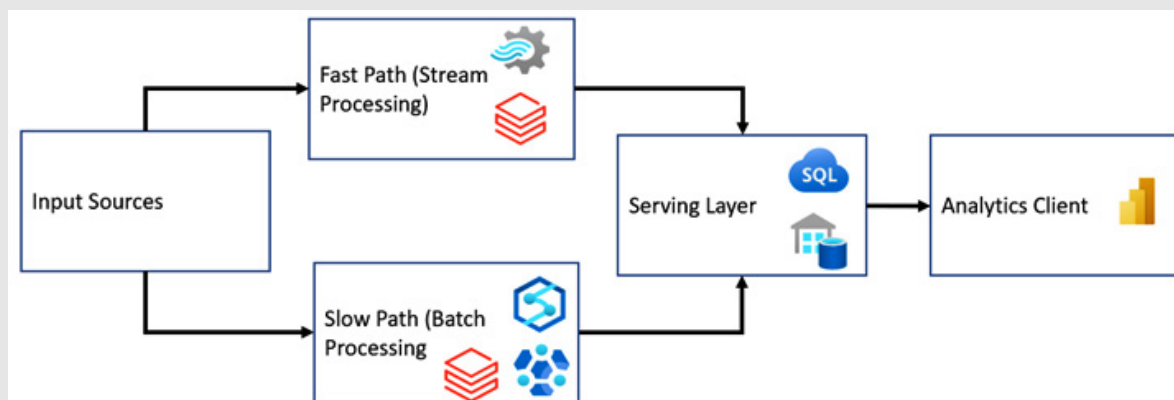 Fast Path (Stream
Processing)
Input Sources
Serving Layer
SQL
Analytics Client
Slow Path (Batch
Processing